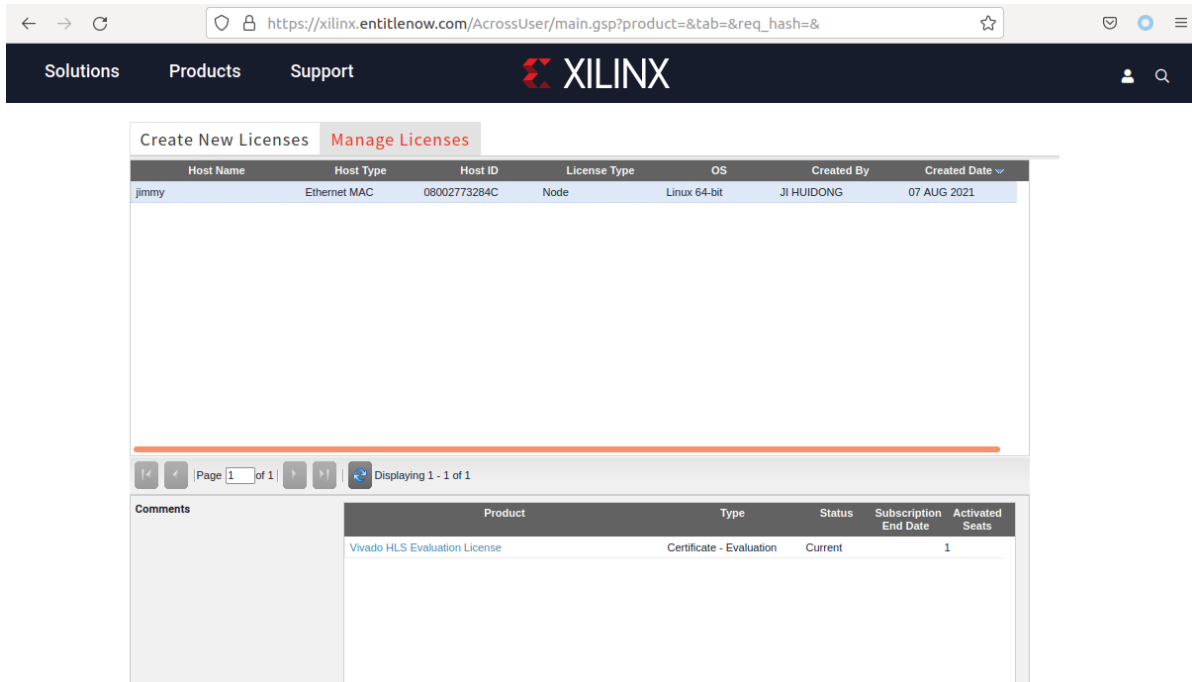 https://xilinx.entitlenow.com/AcrossUser/main.gsp?product=&tab=&req_hash=&
Solutions Products Support XILINX
Create New Licenses Manage Licenses
Host Name Host Type Host ID License Type OS Created By Created Date
jimmy Ethernet MAC 08002773284C Node Linux 64-bit JI HUIDONG 07 AUG 2021
Page 1 of 1 Displaying 1 - 1 of 1
Comments
Product Type Status Subscription End Date Activated Seats
Vivado HLS Evaluation License Certificate - Evaluation Current 1